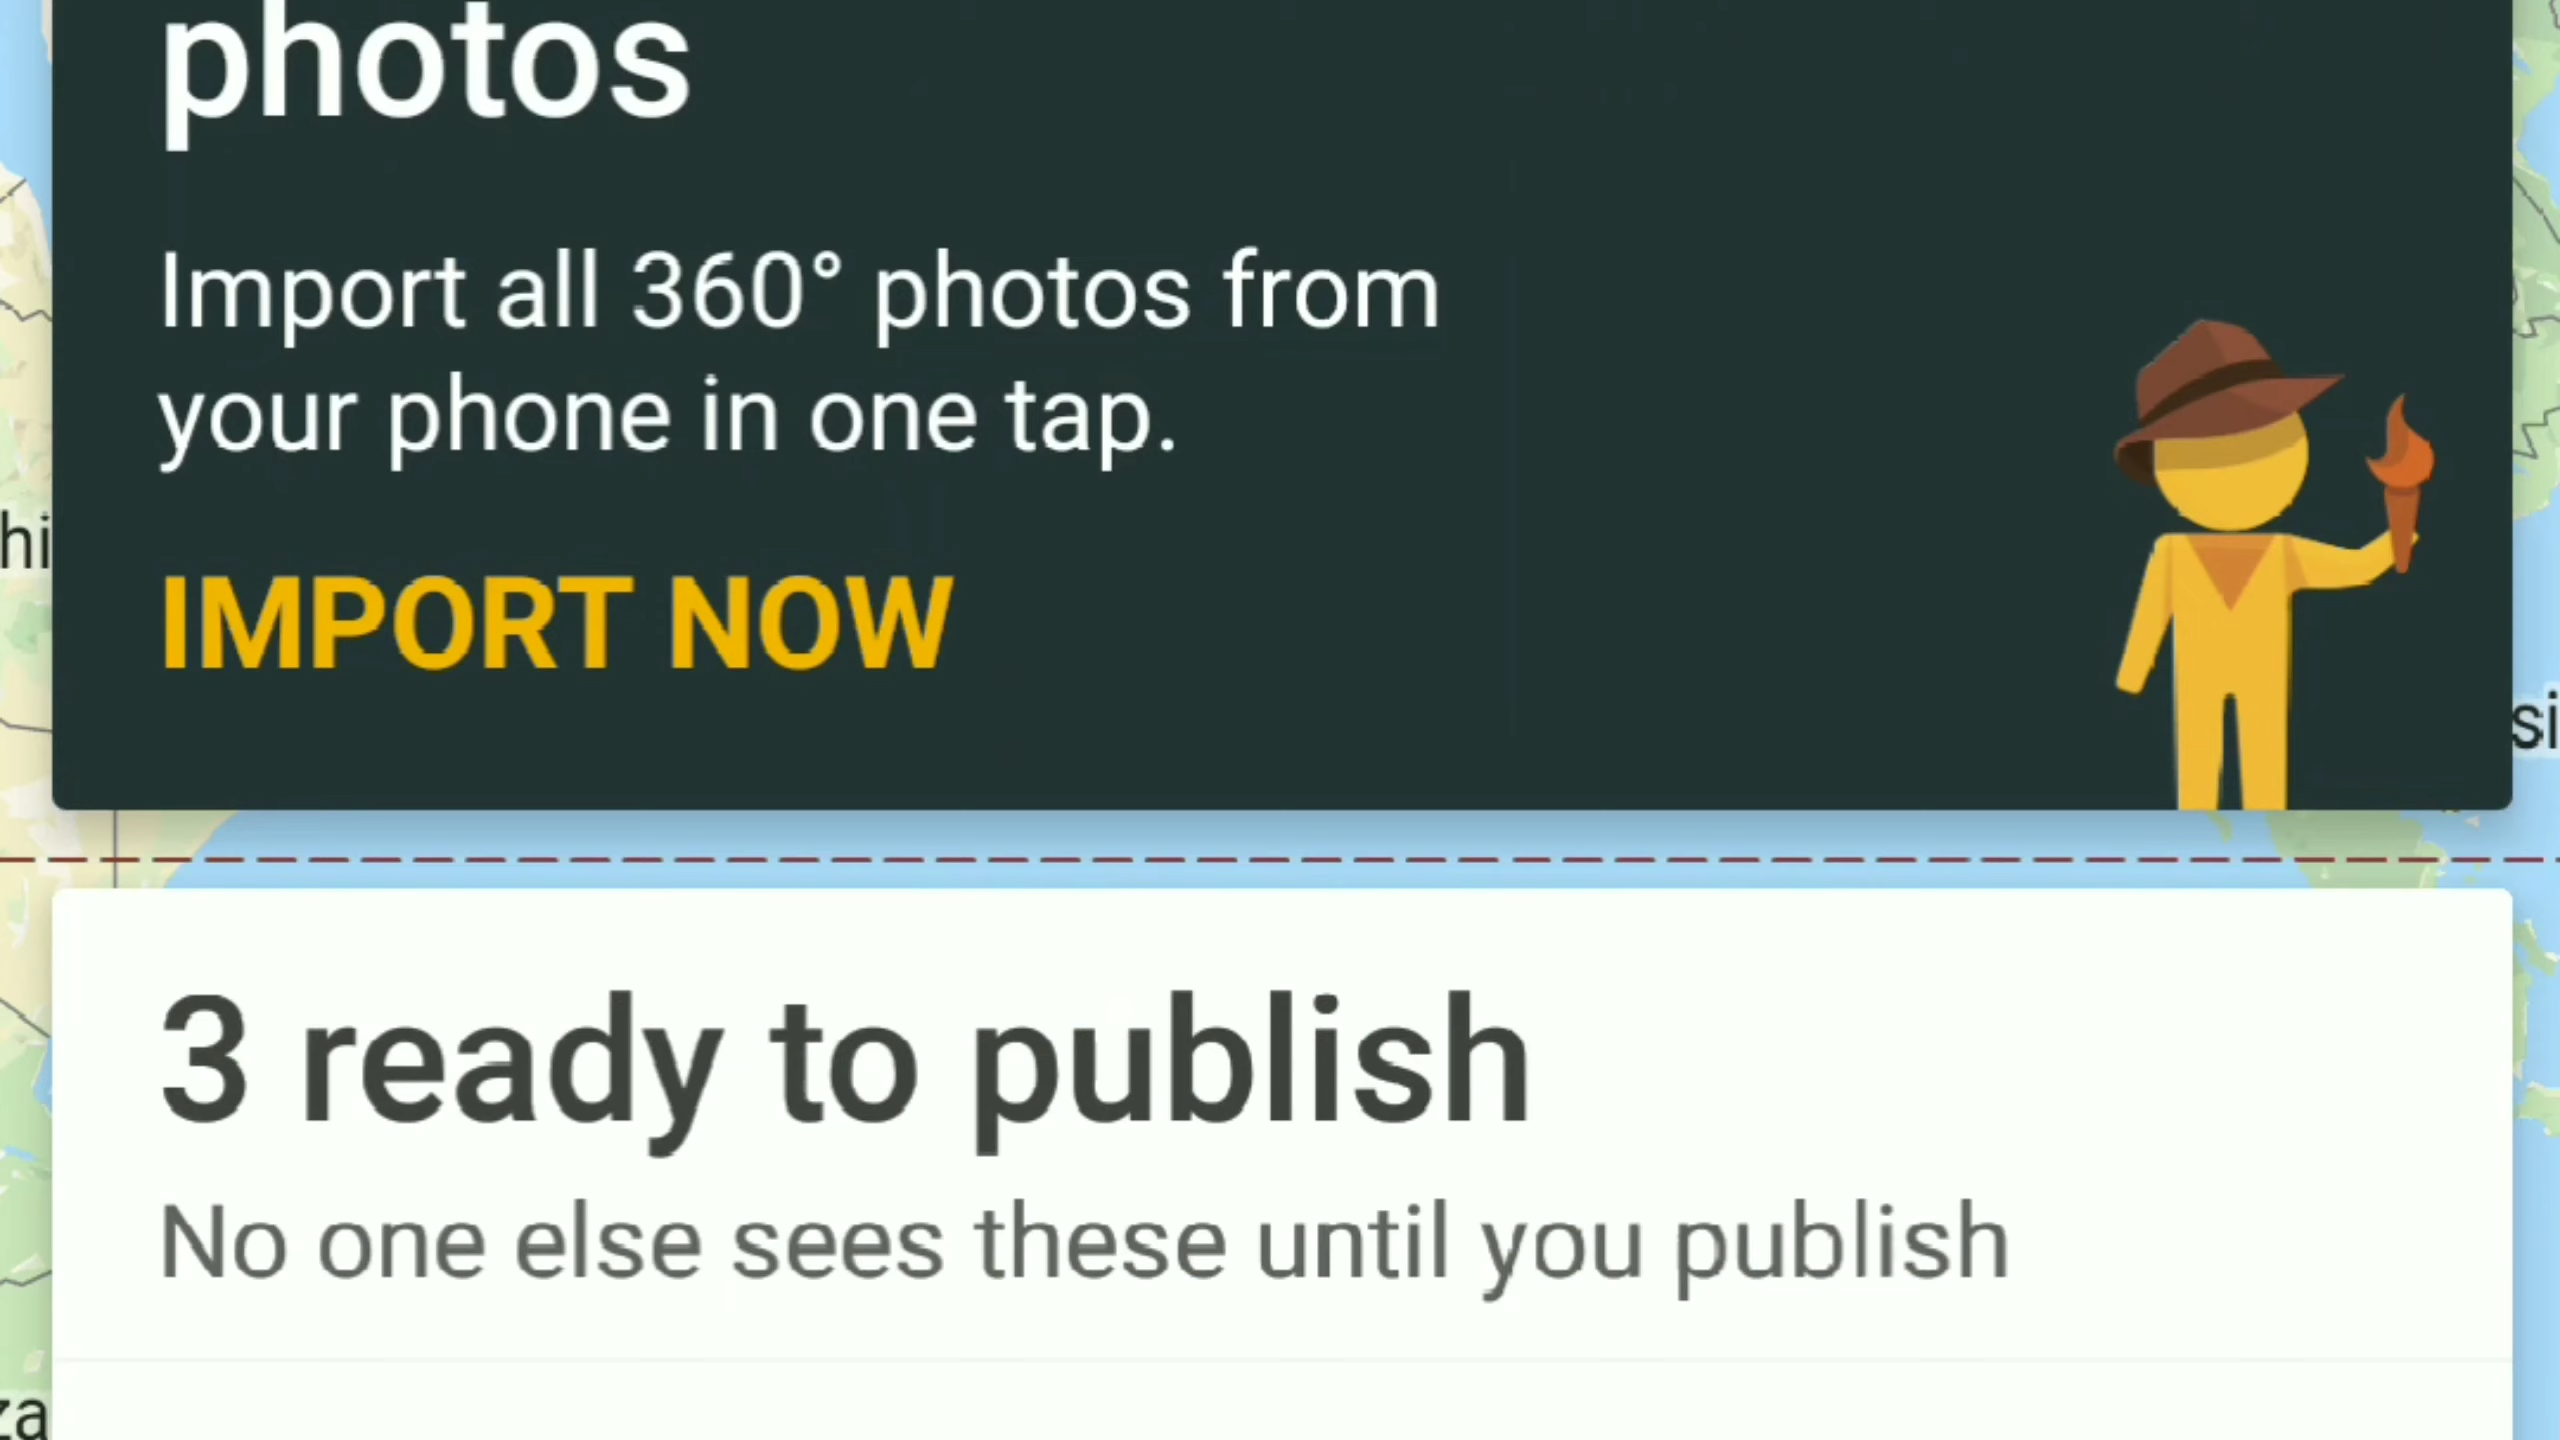 photos
Import all 360° photos from
your phone in one tap.
IMPORT NOW
3 ready to publish
No one else sees these until you publish